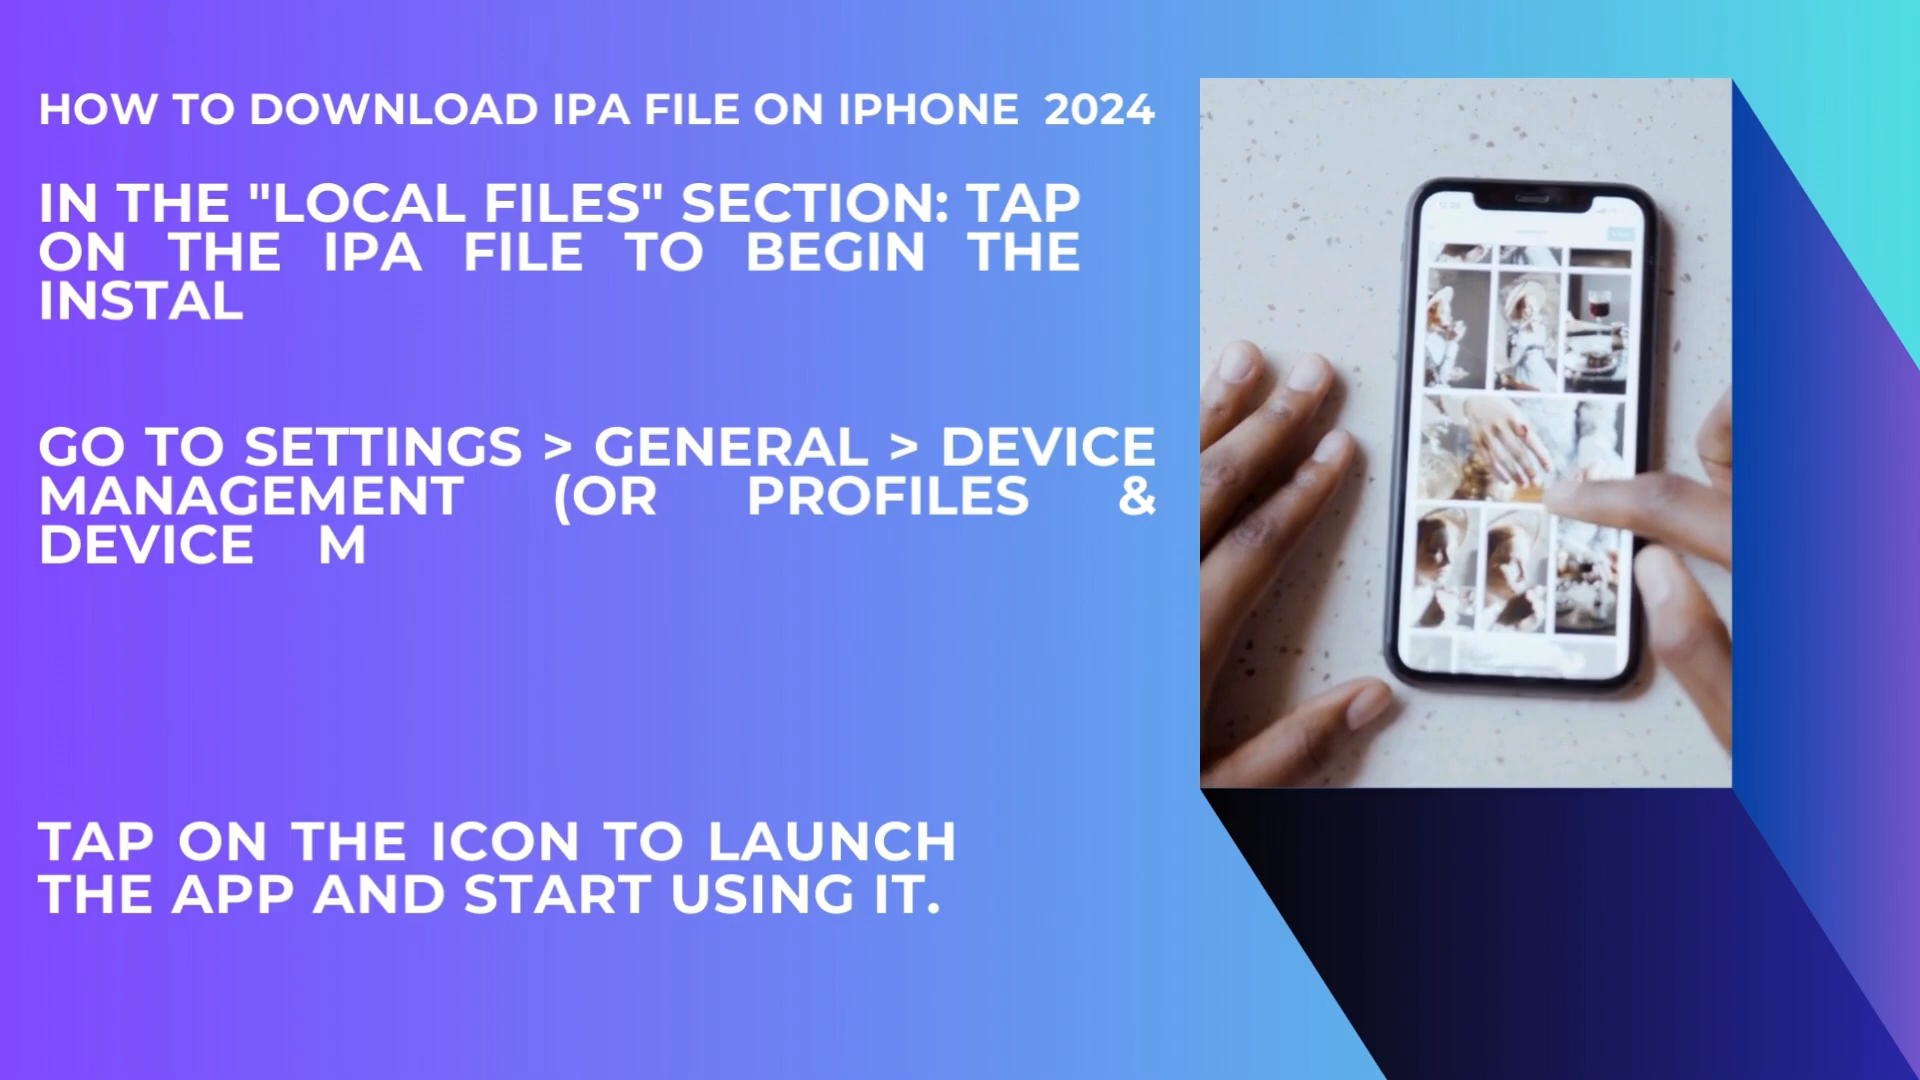 HOW TO DOWNLOAD IPA FILE ON IPHONE 2024
IN THE "LOCAL FILES" SECTION: TAP
ON THE IPA FILE TO BEGIN THE
INSTAL
GO TO SETTINGS > GENERAL > DEVICE
MANAGEMENT (OR PROFILES &
DEVICE M
TAP ON THE ICON TO LAUNCH
THE APP AND START USING IT.